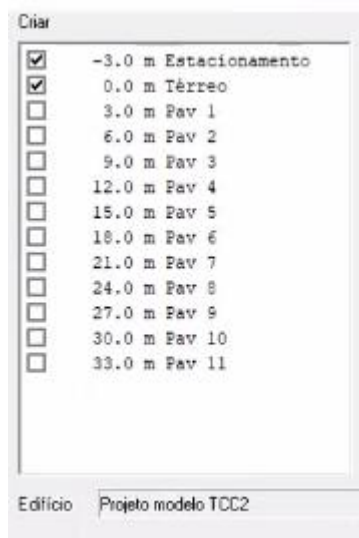 Criar
-3.0 m Estacionamento
0.0 m Térreo
3.0 m Pav 1
6.0 m Pav 2
9.0 m Pav 3
12.0 m Pav 4
15.0 m Pav 5
18.0 m Pav 6
21.0 m Pav 7
24.0 m Pav 8
27.0 m Pav 9
30.0 m Pav 10
33.0 m Pav 11
Edifício Projeto modelo TCC2